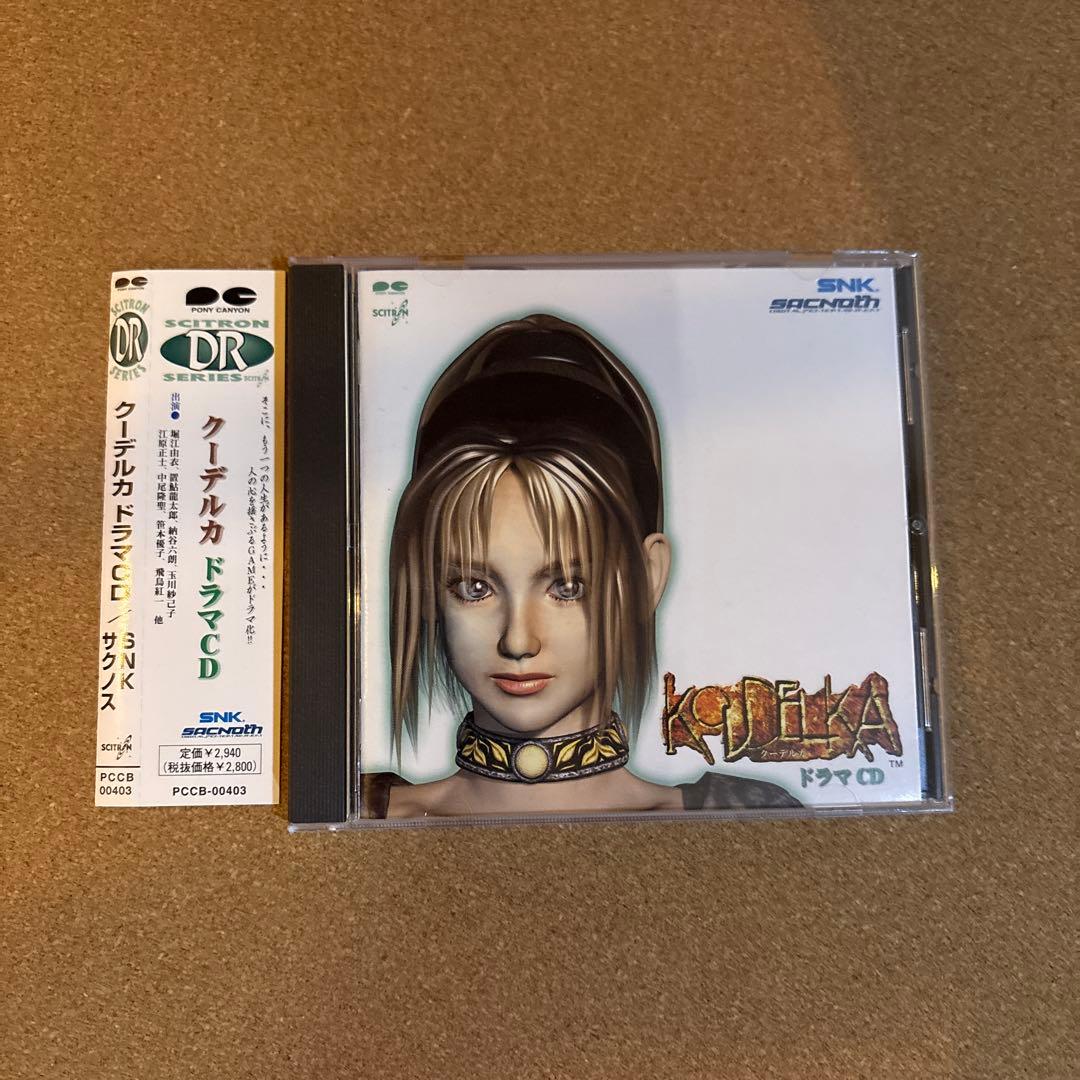 PONY CANYON
SCITRON
DR
SERIES
クーデルカ ドラマCD/SNK サクノス
SCITRON
PCCB
00403
PONY CANYON
SCITRON
DR
SERIES SCITRON
そこに、もう一つの人生があるように・・・
人の心を揺さぶるGAMEがドラマ化!!
クーデルカ ドラマCD
出演●
堀江由衣、置鮎龍太郎、納谷六朗、玉川紗己子
江原正士、中尾隆聖、笹本優子、飛鳥紅一 他
SNK
SACNOTH
定価¥2,940
(税抜価格¥2,800)
PCCB-00403
PONY CANYON
SCITRON
SNK
SACNOTH
KOUDELKA
クーデルカ
TM
ドラマCD